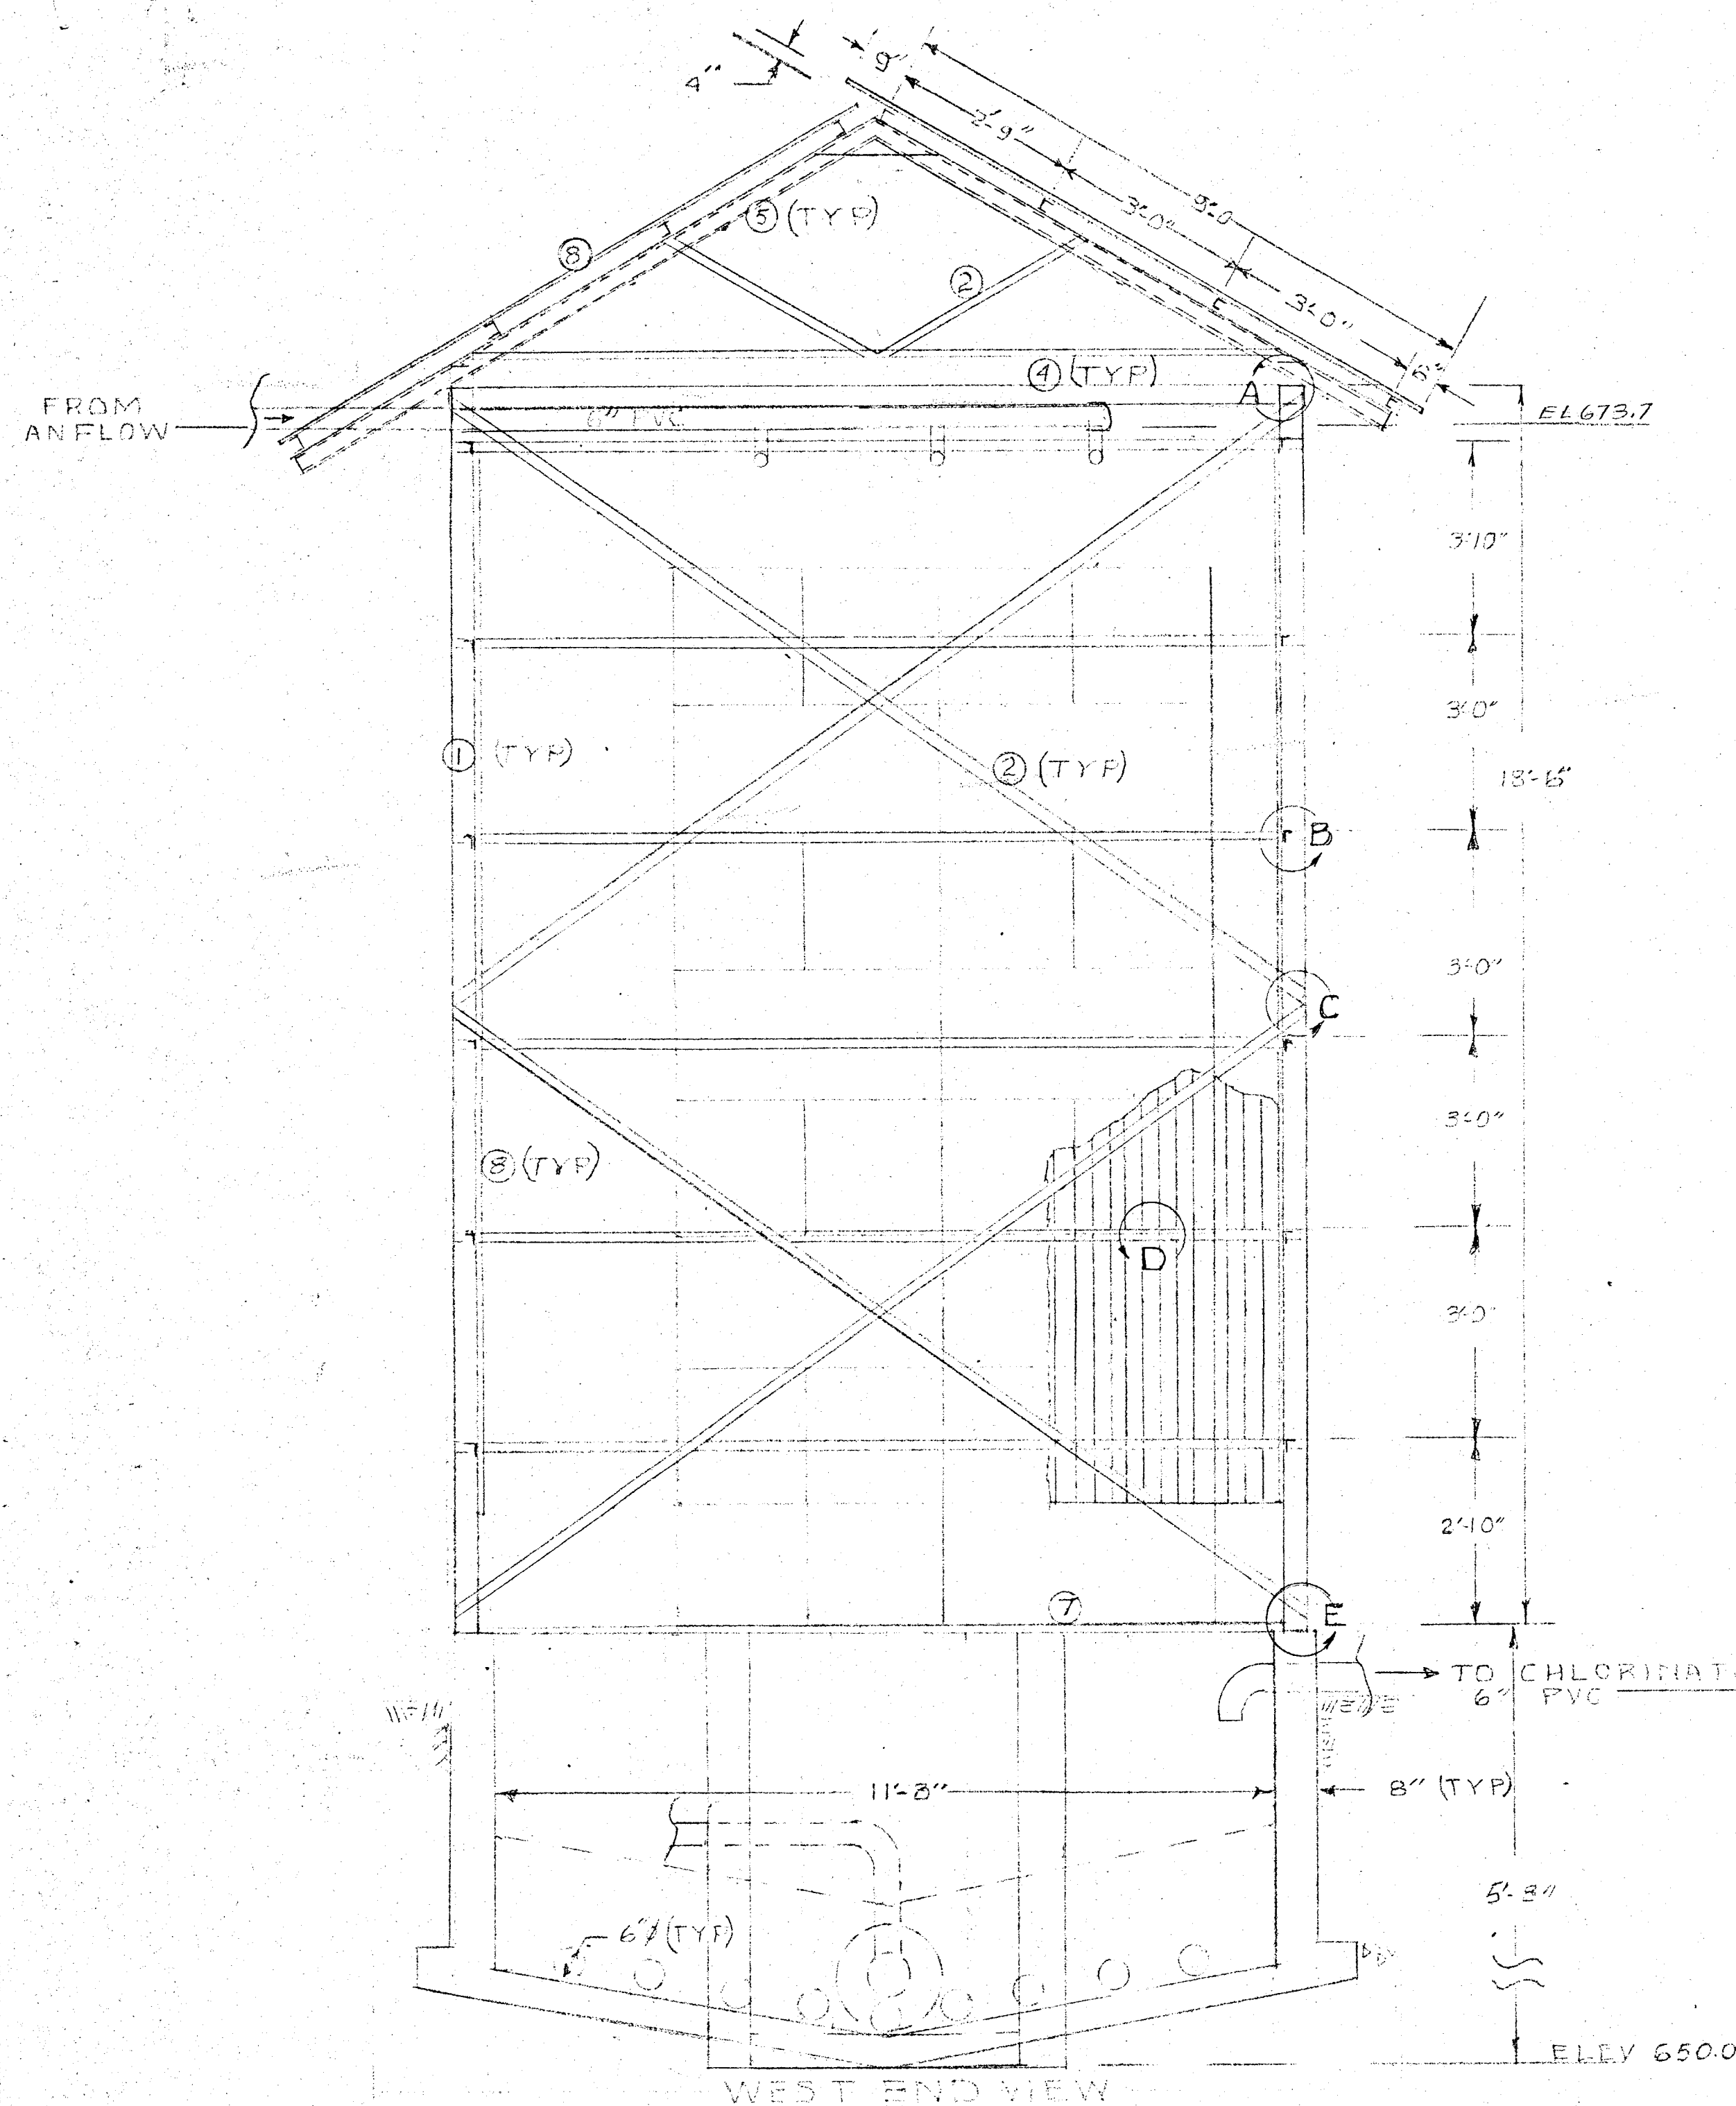 4"
9"
2'-9"
3'-0"
9'-0
3'-0"
6"
⑤ (TYP)
⑧
②
④ (TYP)
A
FROM
ANFLOW
6" PVC
EL 673.7
3'10"
3'-0"
① (TYP)
② (TYP)
18'-6"
B
3'-0"
C
3'-0"
⑧ (TYP)
D
3'-0"
2'-10"
⑦
E
TO CHLORINAT
6" PVC
11'-8"
8" (TYP)
5'-8"
6"Ø (TYP)
ELEV 650.0
WEST END VIEW